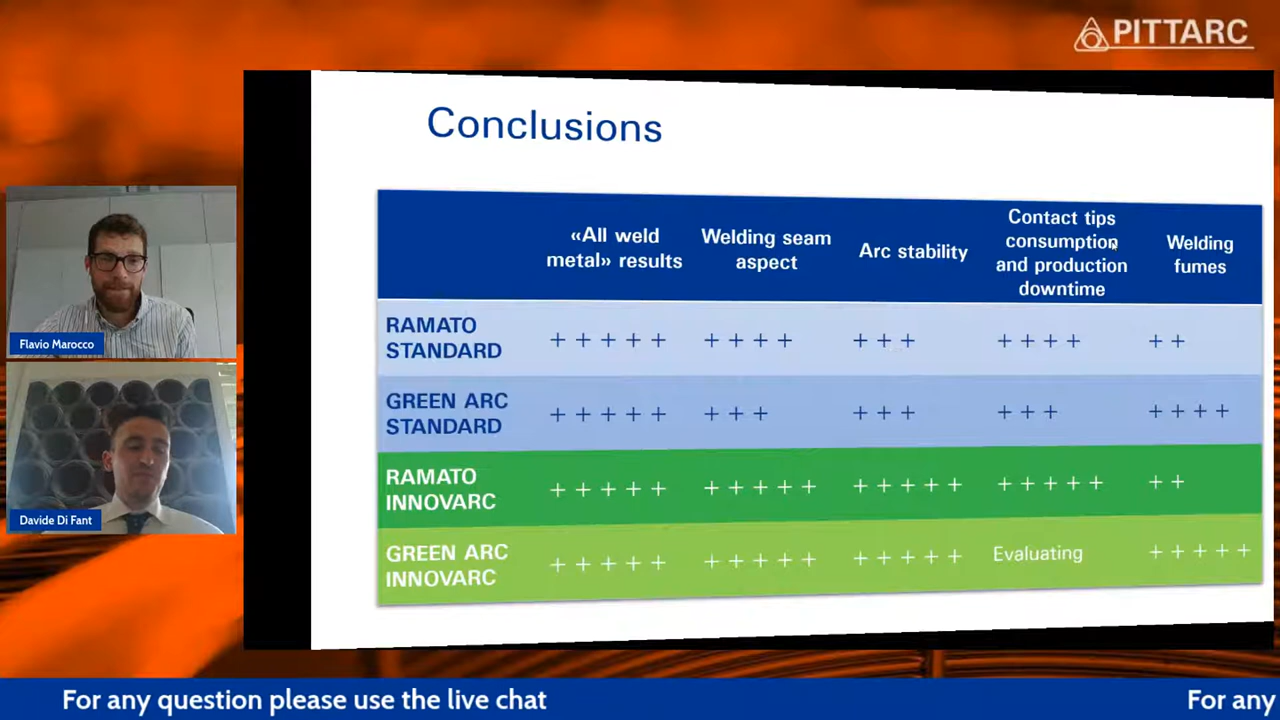 PITTARC
Conclusions
«All weld
metal» results
Welding seam
aspect
Arc stability
Contact tips
consumption
and production
downtime
Welding
fumes
RAMATO
STANDARD
+ + + + +
+ + + +
+ + +
+ + + +
+ +
GREEN ARC
STANDARD
+ + + + +
+ + +
+ + +
+ + +
+ + + +
RAMATO
INNOVARC
+ + + + +
+ + + + +
+ + + + +
+ + + + +
+ +
GREEN ARC
INNOVARC
+ + + + +
+ + + + +
+ + + + +
Evaluating
+ + + + +
Flavio Marocco
Davide Di Fant
For any question please use the live chat
For any